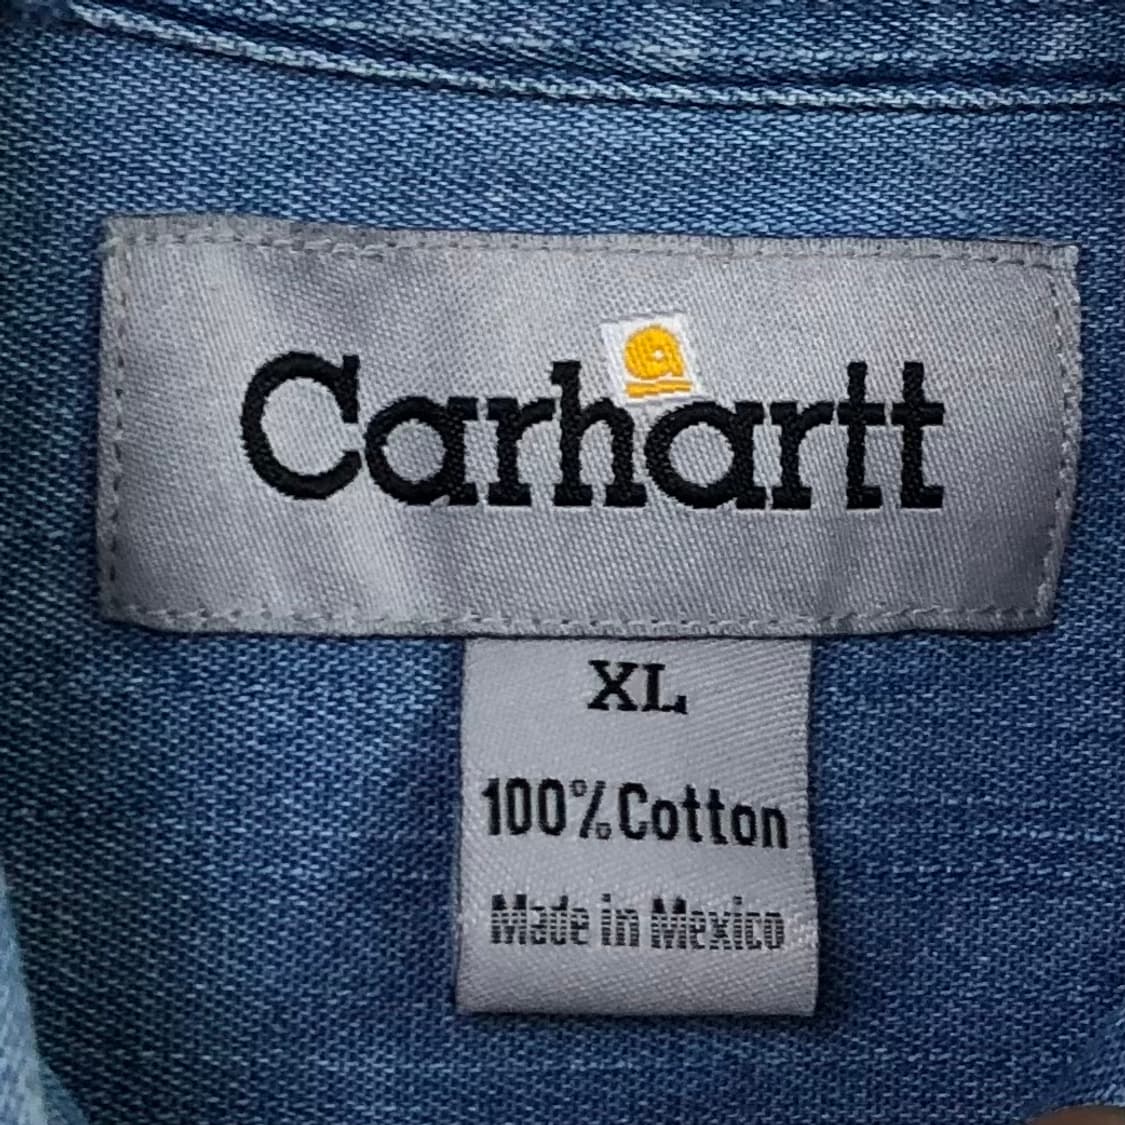 Carhartt
XL
100% Cotton
Made in Mexico